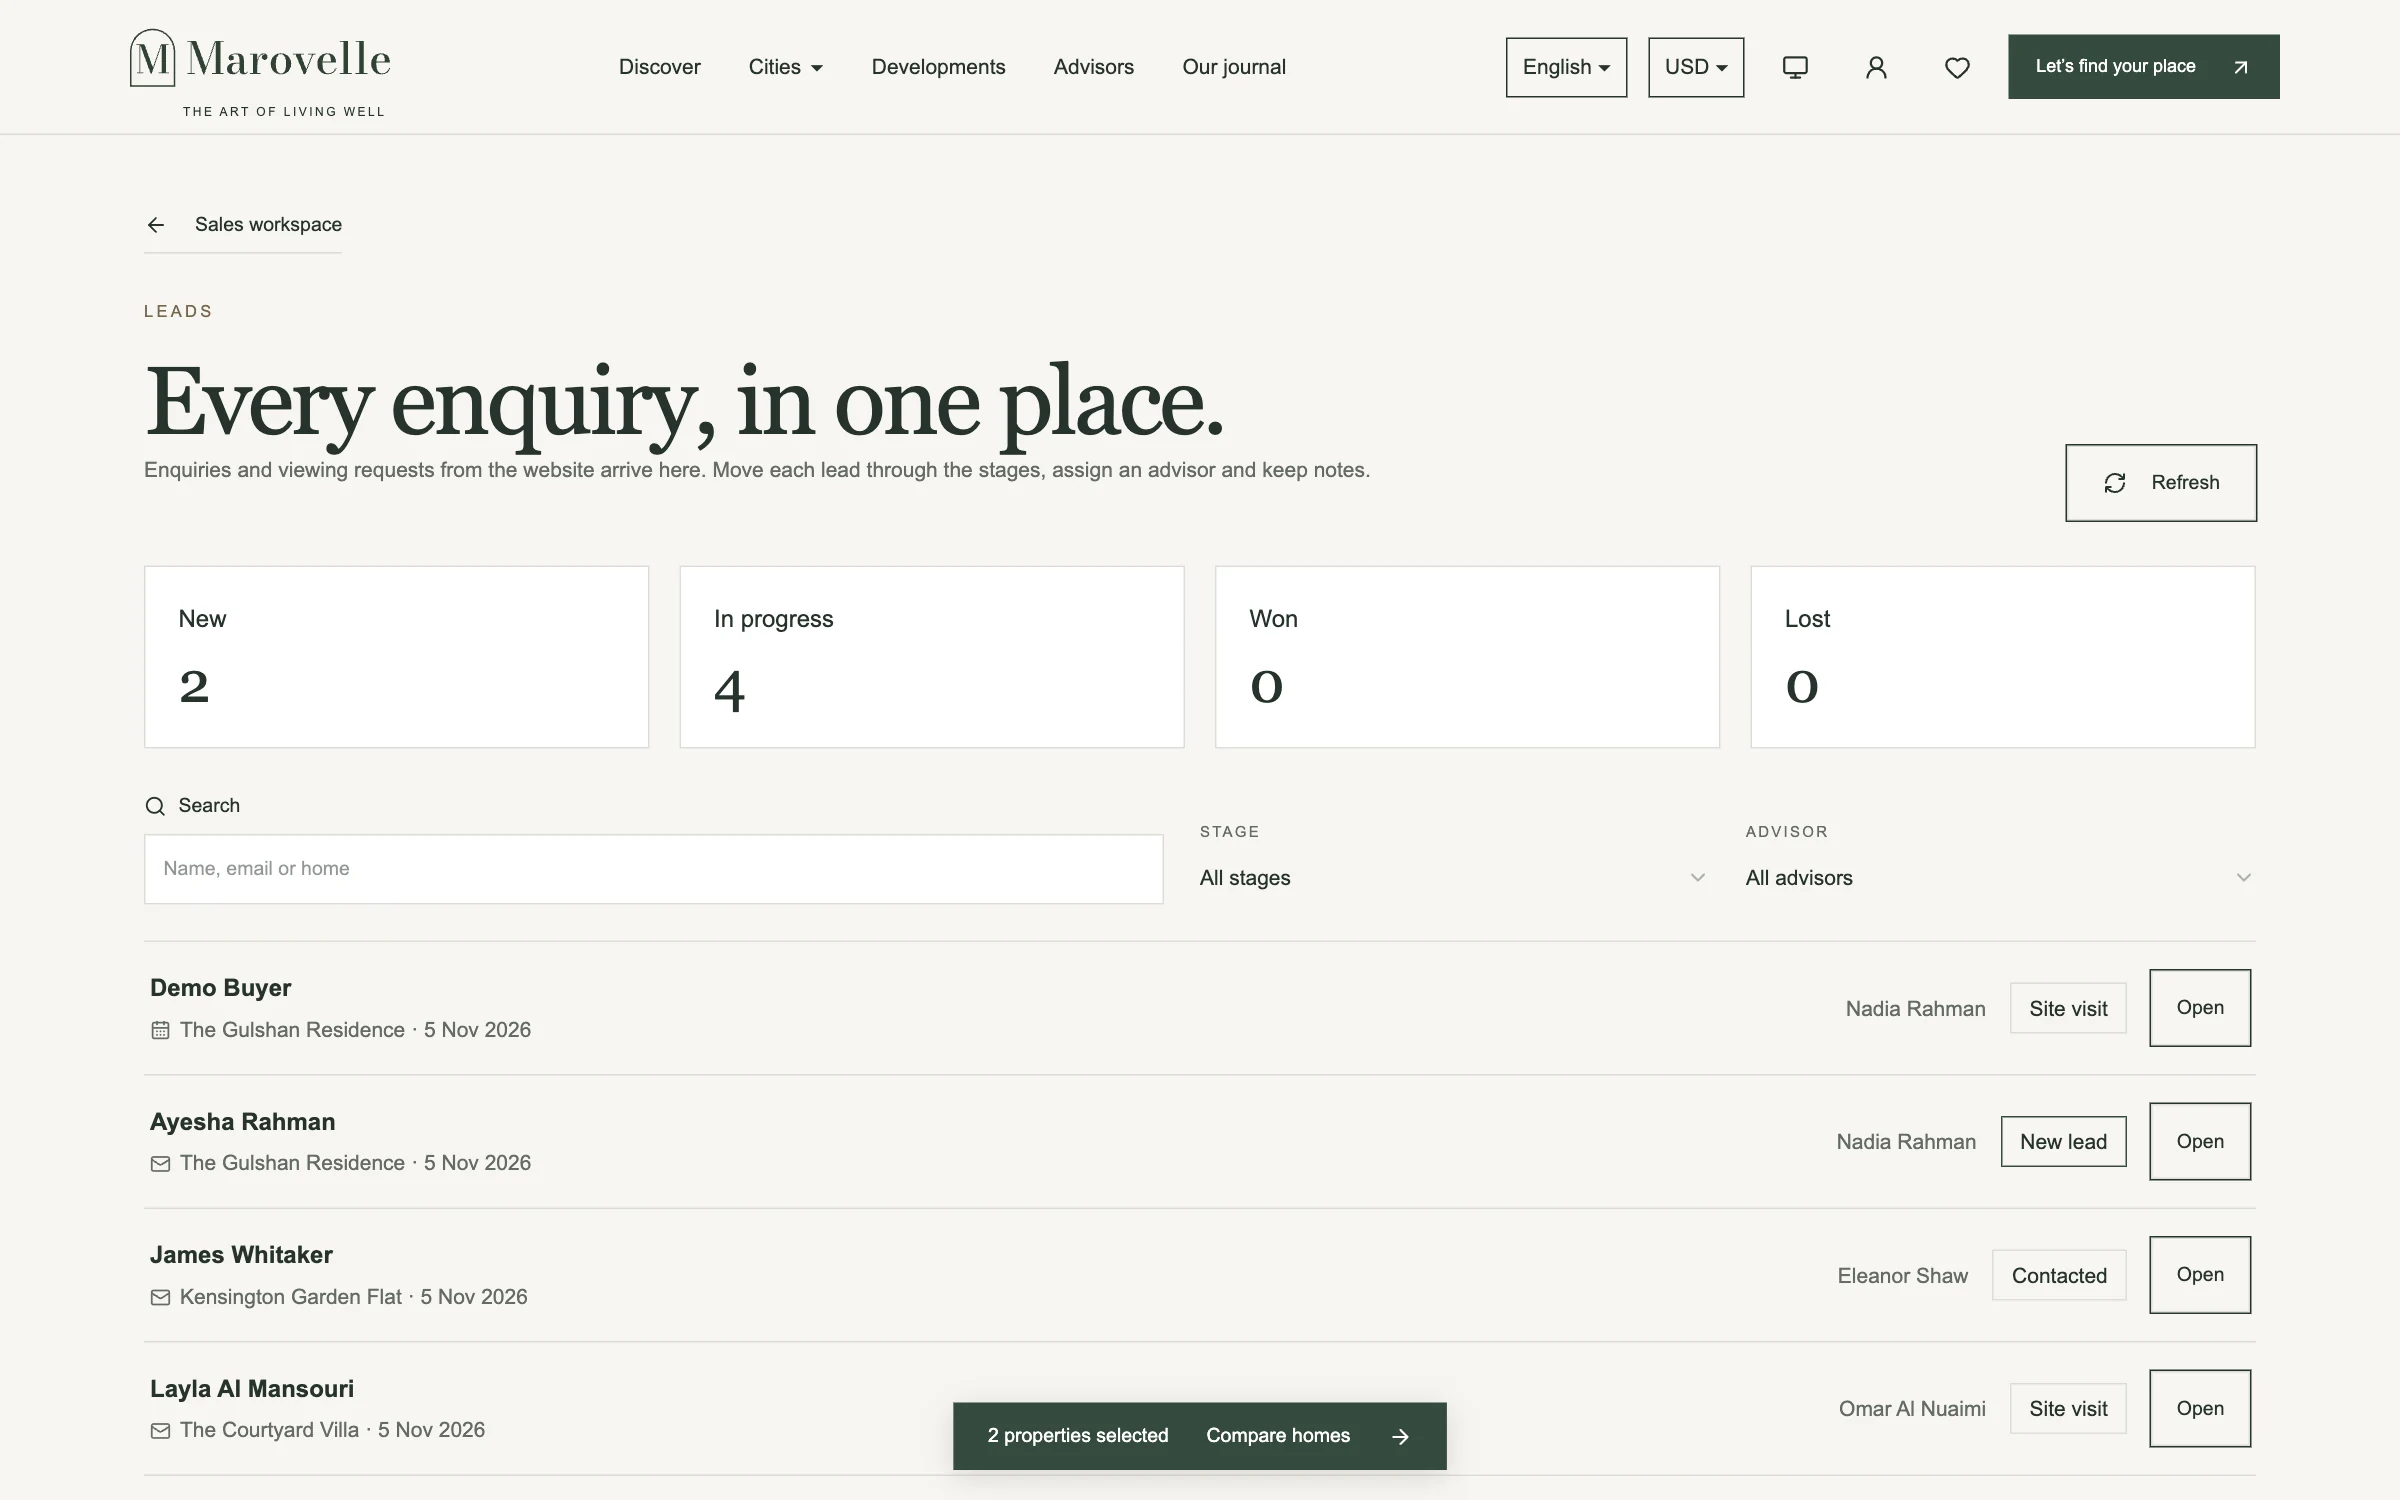 M Marovelle
THE ART OF LIVING WELL
Discover
Cities
Developments
Advisors
Our journal
English
USD
Let's find your place
Sales workspace
LEADS
Every enquiry, in one place.
Enquiries and viewing requests from the website arrive here. Move each lead through the stages, assign an advisor and keep notes.
Refresh
New
2
In progress
4
Won
0
Lost
0
Search
Name, email or home
STAGE
All stages
ADVISOR
All advisors
Demo Buyer
The Gulshan Residence · 5 Nov 2026
Nadia Rahman
Site visit
Open
Ayesha Rahman
The Gulshan Residence · 5 Nov 2026
Nadia Rahman
New lead
Open
James Whitaker
Kensington Garden Flat · 5 Nov 2026
Eleanor Shaw
Contacted
Open
Layla Al Mansouri
The Courtyard Villa · 5 Nov 2026
Omar Al Nuaimi
Site visit
Open
2 properties selected
Compare homes